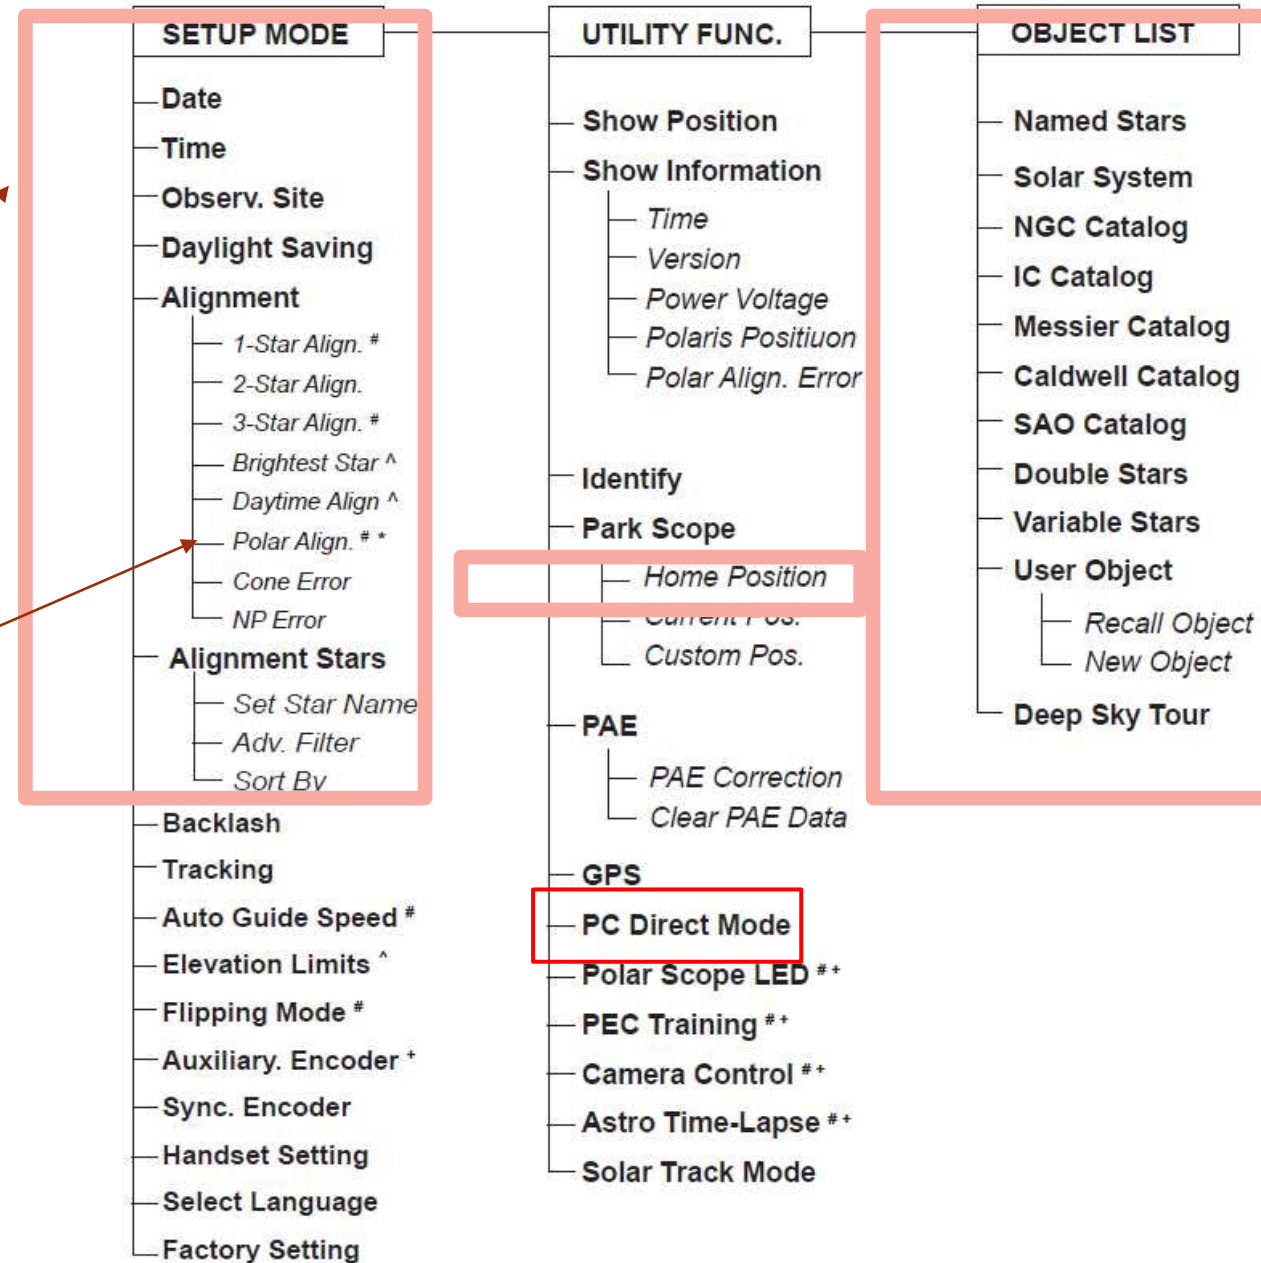 SETUP MODE
Date
Time
Observ. Site
Daylight Saving
Alignment
1-Star Align. #
2-Star Align.
3-Star Align. #
Brightest Star ^
Daytime Align ^
Polar Align. # *
Cone Error
NP Error
Alignment Stars
Set Star Name
Adv. Filter
Sort By
Backlash
Tracking
Auto Guide Speed #
Elevation Limits ^
Flipping Mode #
Auxiliary. Encoder +
Sync. Encoder
Handset Setting
Select Language
Factory Setting
UTILITY FUNC.
Show Position
Show Information
Time
Version
Power Voltage
Polaris Positiuon
Polar Align. Error
Identify
Park Scope
Home Position
Current Pos.
Custom Pos.
PAE
PAE Correction
Clear PAE Data
GPS
PC Direct Mode
Polar Scope LED # +
PEC Training # +
Camera Control # +
Astro Time-Lapse # +
Solar Track Mode
OBJECT LIST
Named Stars
Solar System
NGC Catalog
IC Catalog
Messier Catalog
Caldwell Catalog
SAO Catalog
Double Stars
Variable Stars
User Object
Recall Object
New Object
Deep Sky Tour